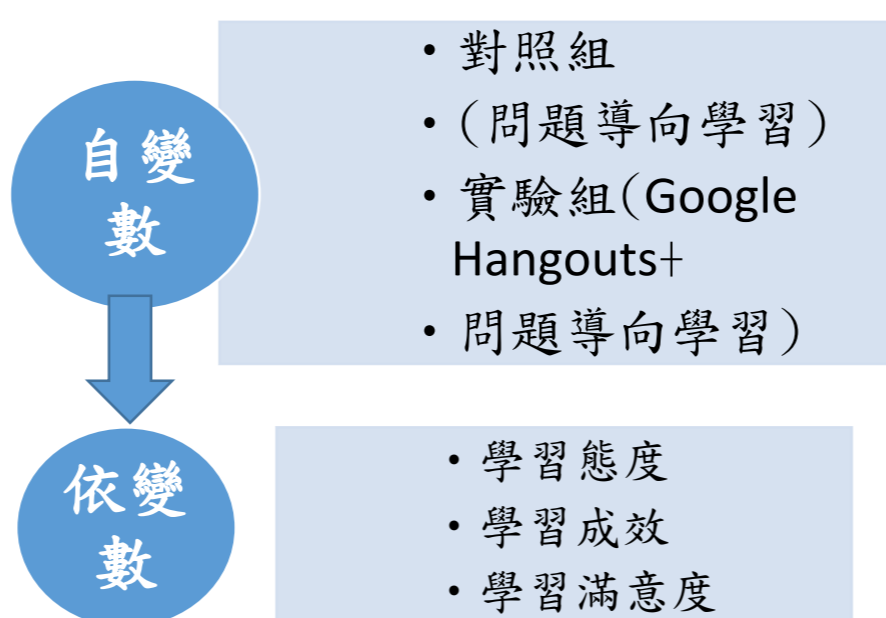 自變
數
• 對照組
• (問題導向學習)
• 實驗組(Google
Hangouts+
• 問題導向學習)
依變
數
• 學習態度
• 學習成效
• 學習滿意度